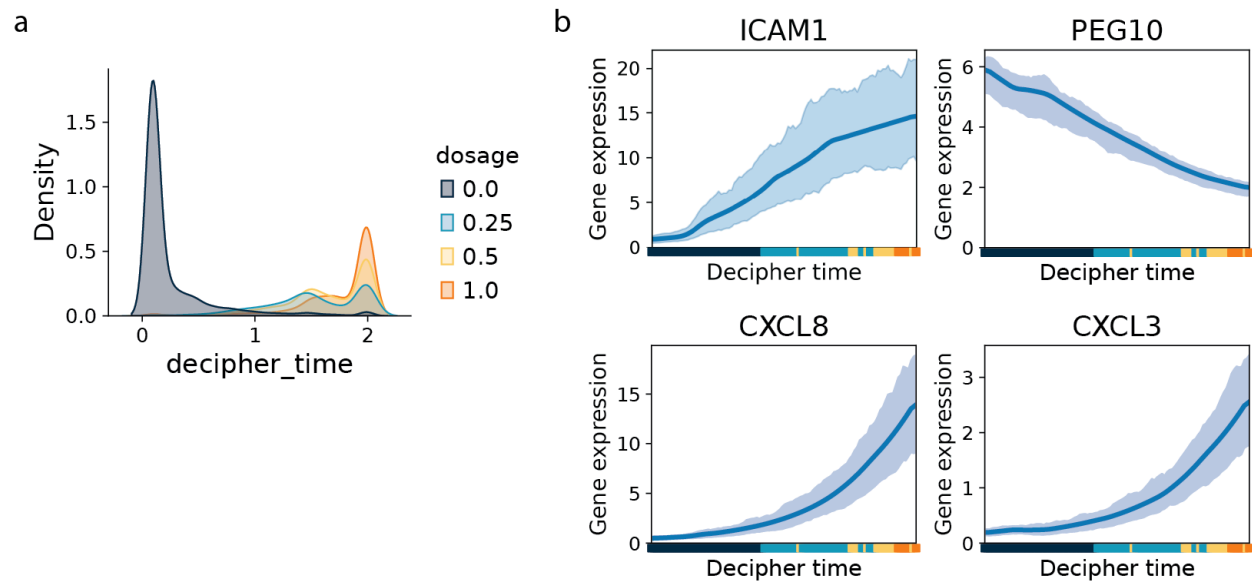 a
Density
1.5
1.0
0.5
0.0
0
1
2
decipher_time
dosage
0.0
0.25
0.5
1.0
b
ICAM1
Gene expression
20
15
10
5
0
Decipher time
PEG10
Gene expression
6
4
2
0
Decipher time
CXCL8
Gene expression
15
10
5
0
Decipher time
CXCL3
Gene expression
3
2
1
0
Decipher time